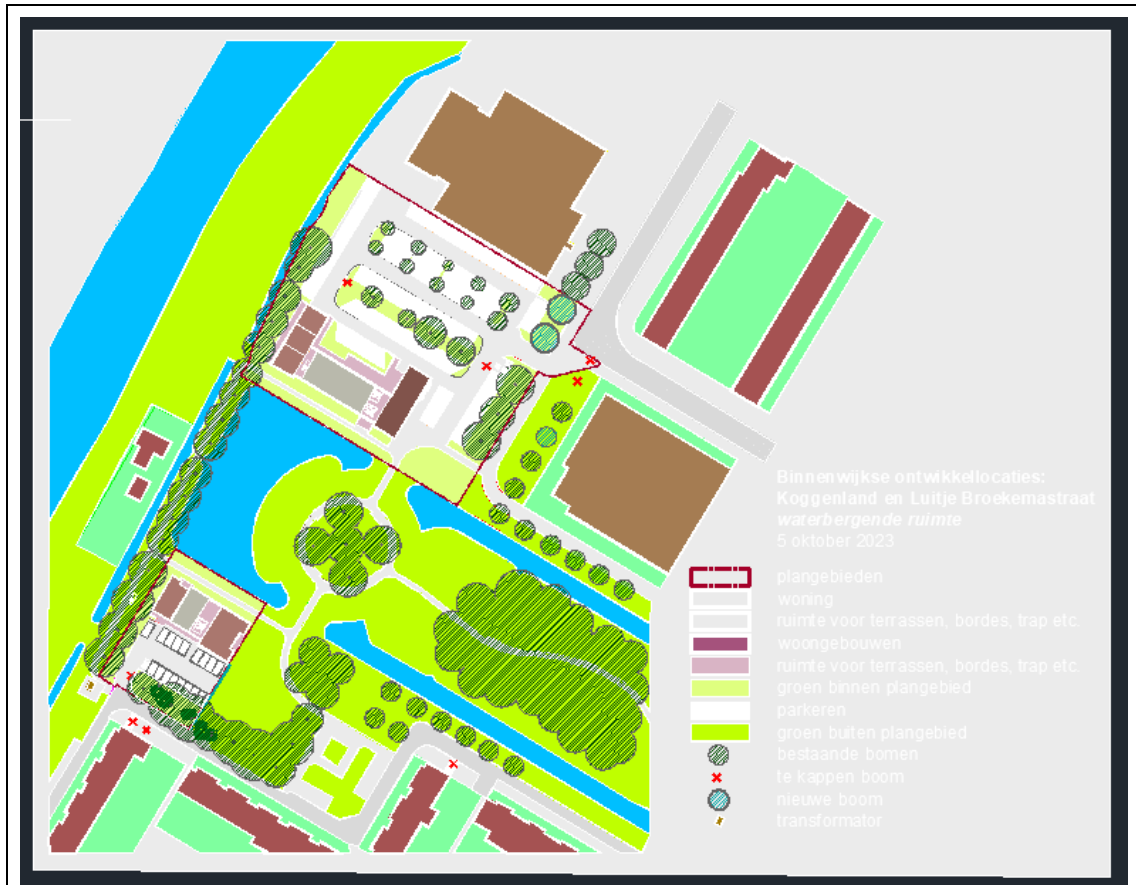 Binnenwijkse ontwikkellocaties:
Koggenland en Luitje Broekemastraat
waterbergende ruimte
5 oktober 2023
plangebieden
woning
ruimte voor terrassen, bordes, trap etc.
woongebouwen
ruimte voor terrassen, bordes, trap etc.
groen binnen plangebied
parkeren
groen buiten plangebied
bestaande bomen
te kappen boom
nieuwe boom
transformator